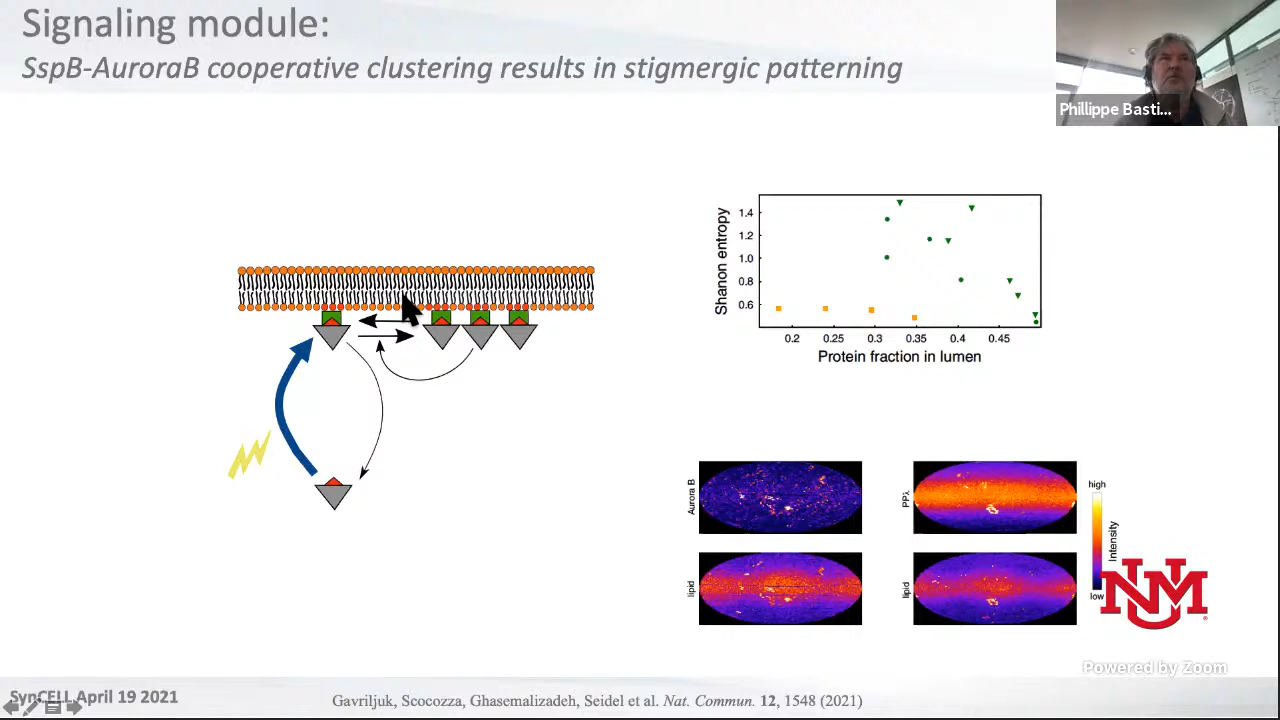 Signaling module:
SspB-AuroraB cooperative clustering results in stigmergic patterning
Phillippe Basti...
Shanon entropy
1.4
1.2
1.0
0.8
0.6
0.2
0.25
0.3
0.35
0.4
0.45
Protein fraction in lumen
Aurora B
PPλ
lipid
lipid
high
Intensity
low
UNM
®
Powered by Zoom
SynCELL April 19 2021
Gavriljuk, Scocozza, Ghasemalizadeh, Seidel et al. Nat. Commun. 12, 1548 (2021)